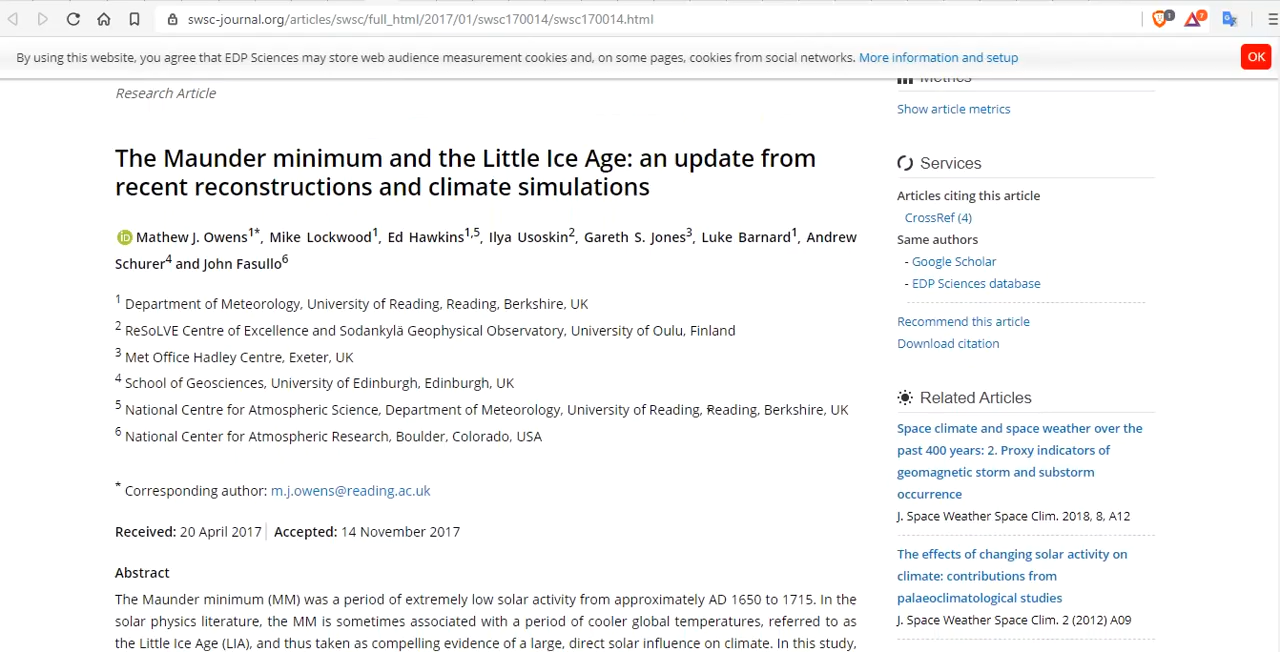 swsc-journal.org/articles/swsc/full_html/2017/01/swsc170014/swsc170014.html
1
7
By using this website, you agree that EDP Sciences may store web audience measurement cookies and, on some pages, cookies from social networks. More information and setup
OK
Research Article
The Maunder minimum and the Little Ice Age: an update from
recent reconstructions and climate simulations
iD Mathew J. Owens1*, Mike Lockwood1, Ed Hawkins1,5, Ilya Usoskin2, Gareth S. Jones3, Luke Barnard1, Andrew
Schurer4 and John Fasullo6
1 Department of Meteorology, University of Reading, Reading, Berkshire, UK
2 ReSoLVE Centre of Excellence and Sodankylä Geophysical Observatory, University of Oulu, Finland
3 Met Office Hadley Centre, Exeter, UK
4 School of Geosciences, University of Edinburgh, Edinburgh, UK
5 National Centre for Atmospheric Science, Department of Meteorology, University of Reading, Reading, Berkshire, UK
6 National Center for Atmospheric Research, Boulder, Colorado, USA
* Corresponding author: m.j.owens@reading.ac.uk
Received: 20 April 2017 | Accepted: 14 November 2017
Abstract
The Maunder minimum (MM) was a period of extremely low solar activity from approximately AD 1650 to 1715. In the
solar physics literature, the MM is sometimes associated with a period of cooler global temperatures, referred to as
the Little Ice Age (LIA), and thus taken as compelling evidence of a large, direct solar influence on climate. In this study,
Metrics
Show article metrics
Services
Articles citing this article
CrossRef (4)
Same authors
- Google Scholar
- EDP Sciences database
Recommend this article
Download citation
Related Articles
Space climate and space weather over the
past 400 years: 2. Proxy indicators of
geomagnetic storm and substorm
occurrence
J. Space Weather Space Clim. 2018, 8, A12
The effects of changing solar activity on
climate: contributions from
palaeoclimatological studies
J. Space Weather Space Clim. 2 (2012) A09